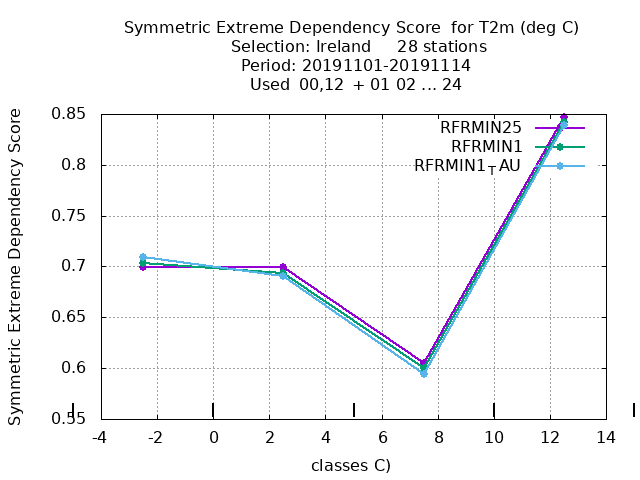 Symmetric Extreme Dependency Score for T2m (deg C)
Selection: Ireland 28 stations
Period: 20191101-20191114
Used 00,12 + 01 02 ... 24
Symmetric Extreme Dependency Score
0.85
0.8
0.75
0.7
0.65
0.6
0.55
RFRMIN25
RFRMIN1
RFRMIN1TAU
-4 -2 0 2 4 6 8 10 12 14
classes C)